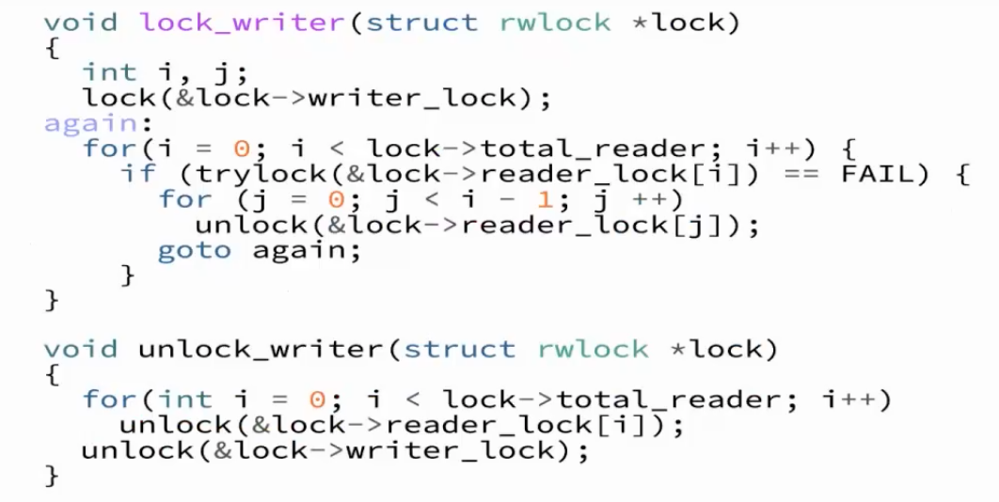 void lock_writer(struct rwlock *lock)
{
  int i, j;
  lock(&lock->writer_lock);
again:
  for(i = 0; i < lock->total_reader; i++) {
    if (trylock(&lock->reader_lock[i]) == FAIL) {
      for (j = 0; j < i - 1; j ++)
        unlock(&lock->reader_lock[j]);
      goto again;
    }
}
void unlock_writer(struct rwlock *lock)
{
  for(int i = 0; i < lock->total_reader; i++)
    unlock(&lock->reader_lock[i]);
  unlock(&lock->writer_lock);
}